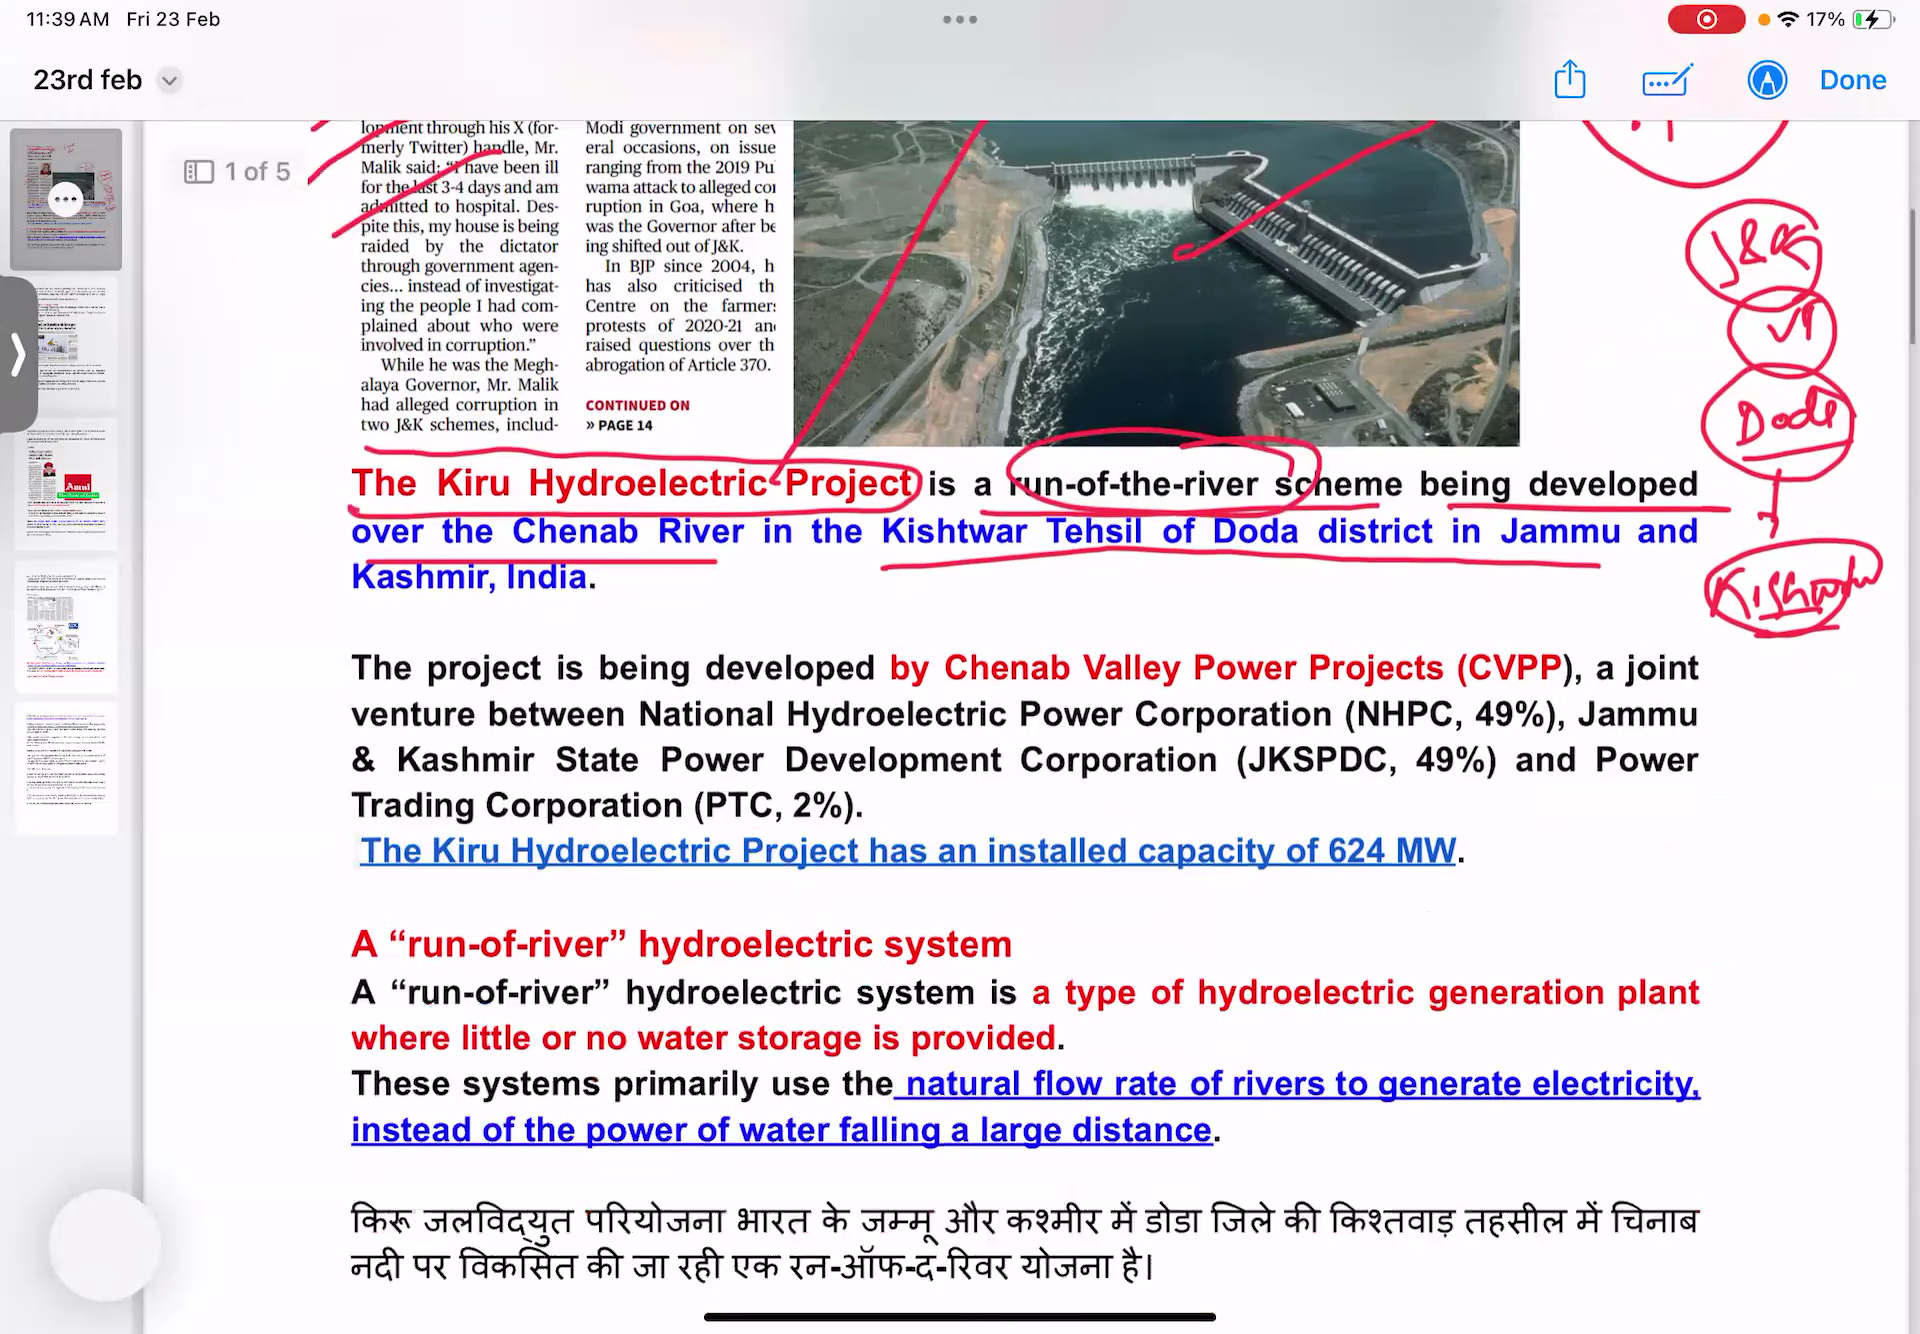 11:39 AM Fri 23 Feb
17%
23rd feb
Done
1 of 5
lopment through his X (for-
merly Twitter) handle, Mr.
Malik said: “I have been ill
for the last 3-4 days and am
admitted to hospital. Des-
pite this, my house is being
raided by the dictator
through government agen-
cies... instead of investigat-
ing the people I had com-
plained about who were
involved in corruption.”
While he was the Megh-
alaya Governor, Mr. Malik
had alleged corruption in
two J&K schemes, includ-
Modi government on sev
eral occasions, on issue
ranging from the 2019 Pu
wama attack to alleged cor
ruption in Goa, where h
was the Governor after be
ing shifted out of J&K.
In BJP since 2004, h
has also criticised th
Centre on the farmers
protests of 2020-21 and
raised questions over th
abrogation of Article 370.
CONTINUED ON
» PAGE 14
J&K
Doda
Kishtwar
The Kiru Hydroelectric Project is a run-of-the-river scheme being developed
over the Chenab River in the Kishtwar Tehsil of Doda district in Jammu and
Kashmir, India.
The project is being developed by Chenab Valley Power Projects (CVPP), a joint
venture between National Hydroelectric Power Corporation (NHPC, 49%), Jammu
& Kashmir State Power Development Corporation (JKSPDC, 49%) and Power
Trading Corporation (PTC, 2%).
The Kiru Hydroelectric Project has an installed capacity of 624 MW.
A “run-of-river” hydroelectric system
A “run-of-river” hydroelectric system is a type of hydroelectric generation plant
where little or no water storage is provided.
These systems primarily use the natural flow rate of rivers to generate electricity,
instead of the power of water falling a large distance.
किरू जलविद्युत परियोजना भारत के जम्मू और कश्मीर में डोडा जिले की किश्तवाड़ तहसील में चिनाब
नदी पर विकसित की जा रही एक रन-ऑफ-द-रिवर योजना है।